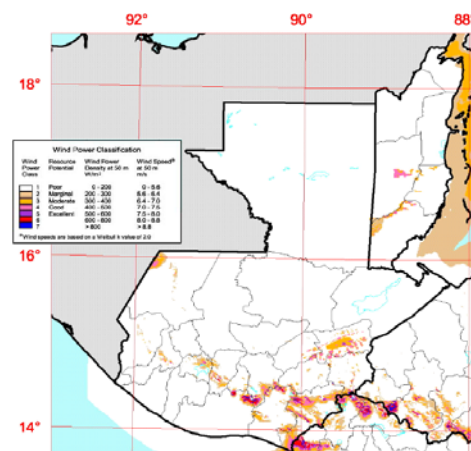 92° 90° 88
18°
Wind Power Classification
Wind Resource Wind Power Wind Speed
Power Potential Density at 50 m at 50 m
Class W/m² m/s
1 Poor 0 - 200 0 - 5.6
2 Marginal 200 - 300 5.6 - 6.4
3 Moderate 300 - 400 6.4 - 7.0
4 Good 400 - 500 7.0 - 7.5
5 Excellent 500 - 600 7.5 - 8.0
6 600 - 800 8.0 - 8.8
7 > 800 > 8.8
Wind speeds are based on a Weibull k value of 2.0
16°
14°